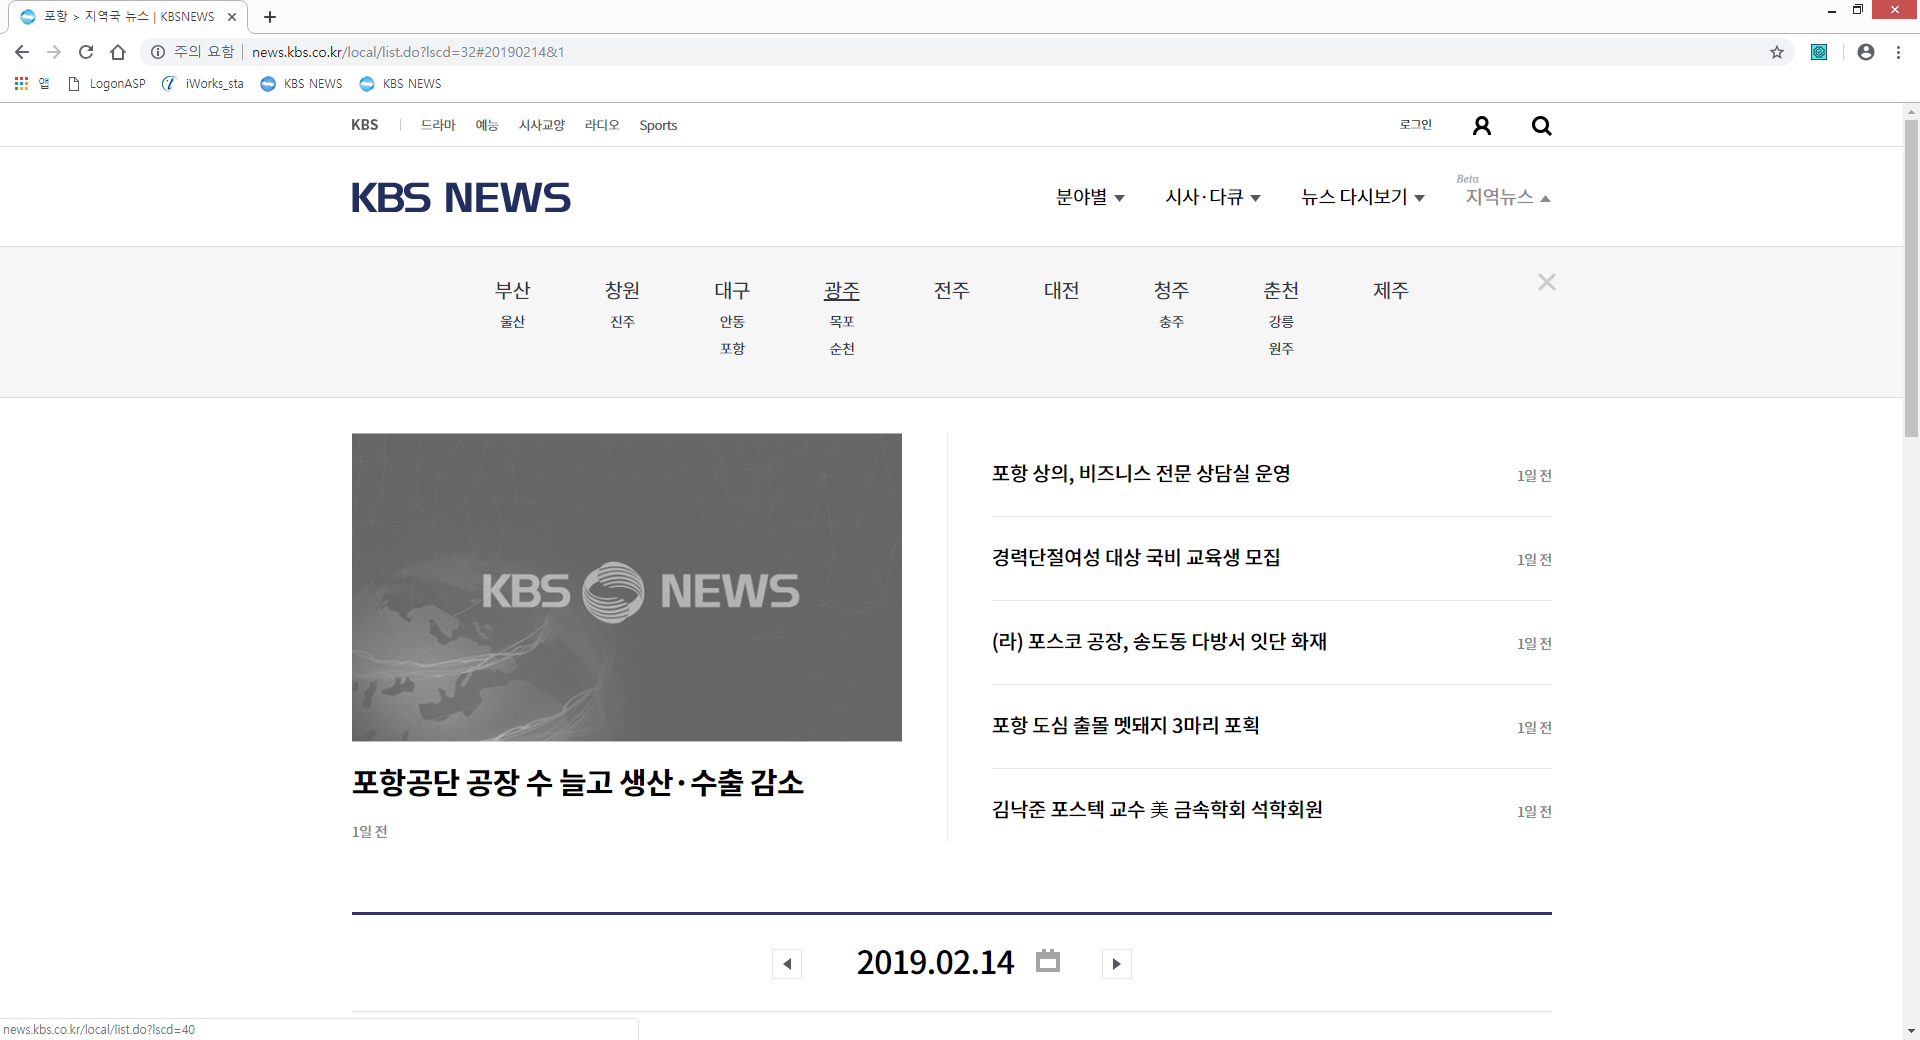 포항 > 지역국 뉴스 | KBSNEWS
주의 요함 | news.kbs.co.kr/local/list.do?lscd=32#20190214&1
앱 LogonASP iWorks_sta KBS NEWS KBS NEWS
KBS 드라마 예능 시사교양 라디오 Sports 로그인
KBS NEWS
분야별 시사·다큐 뉴스 다시보기 Beta 지역뉴스
부산 창원 대구 광주 전주 대전 청주 춘천 제주
울산 진주 안동 목포 충주 강릉
포항 순천 원주
KBS NEWS
포항공단 공장 수 늘고 생산·수출 감소
1일 전
포항 상의, 비즈니스 전문 상담실 운영 1일 전
경력단절여성 대상 국비 교육생 모집 1일 전
(라) 포스코 공장, 송도동 다방서 잇단 화재 1일 전
포항 도심 출몰 멧돼지 3마리 포획 1일 전
김낙준 포스텍 교수 美 금속학회 석학회원 1일 전
2019.02.14
news.kbs.co.kr/local/list.do?lscd=40